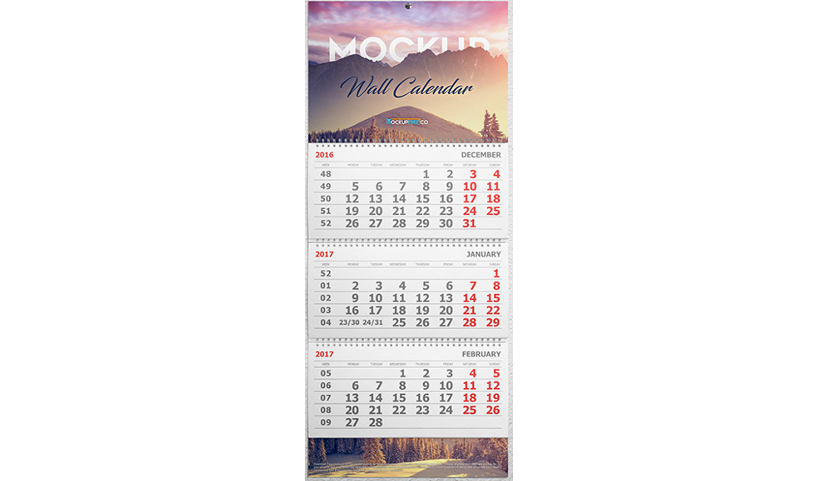 MOCKUP
Wall Calendar
MOCKUPFREE.CO
2016 DECEMBER
WEEK MONDAY TUESDAY WEDNESDAY THURSDAY FRIDAY SATURDAY SUNDAY
48 1 2 3 4
49 5 6 7 8 9 10 11
50 12 13 14 15 16 17 18
51 19 20 21 22 23 24 25
52 26 27 28 29 30 31
2017 JANUARY
WEEK MONDAY TUESDAY WEDNESDAY THURSDAY FRIDAY SATURDAY SUNDAY
52 1
01 2 3 4 5 6 7 8
02 9 10 11 12 13 14 15
03 16 17 18 19 20 21 22
04 23/30 24/31 25 26 27 28 29
2017 FEBRUARY
WEEK MONDAY TUESDAY WEDNESDAY THURSDAY FRIDAY SATURDAY SUNDAY
05 1 2 3 4 5
06 6 7 8 9 10 11 12
07 13 14 15 16 17 18 19
08 20 21 22 23 24 25 26
09 27 28